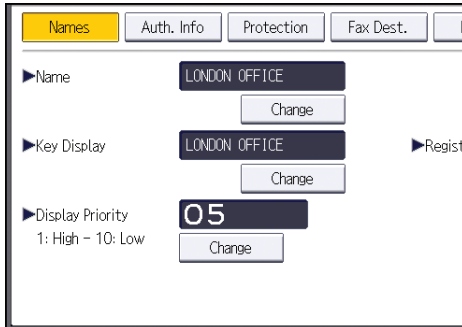 Names Auth. Info Protection Fax Dest.
▶Name LONDON OFFICE
Change
▶Key Display LONDON OFFICE ▶Regist
Change
▶Display Priority 05
1: High - 10: Low Change